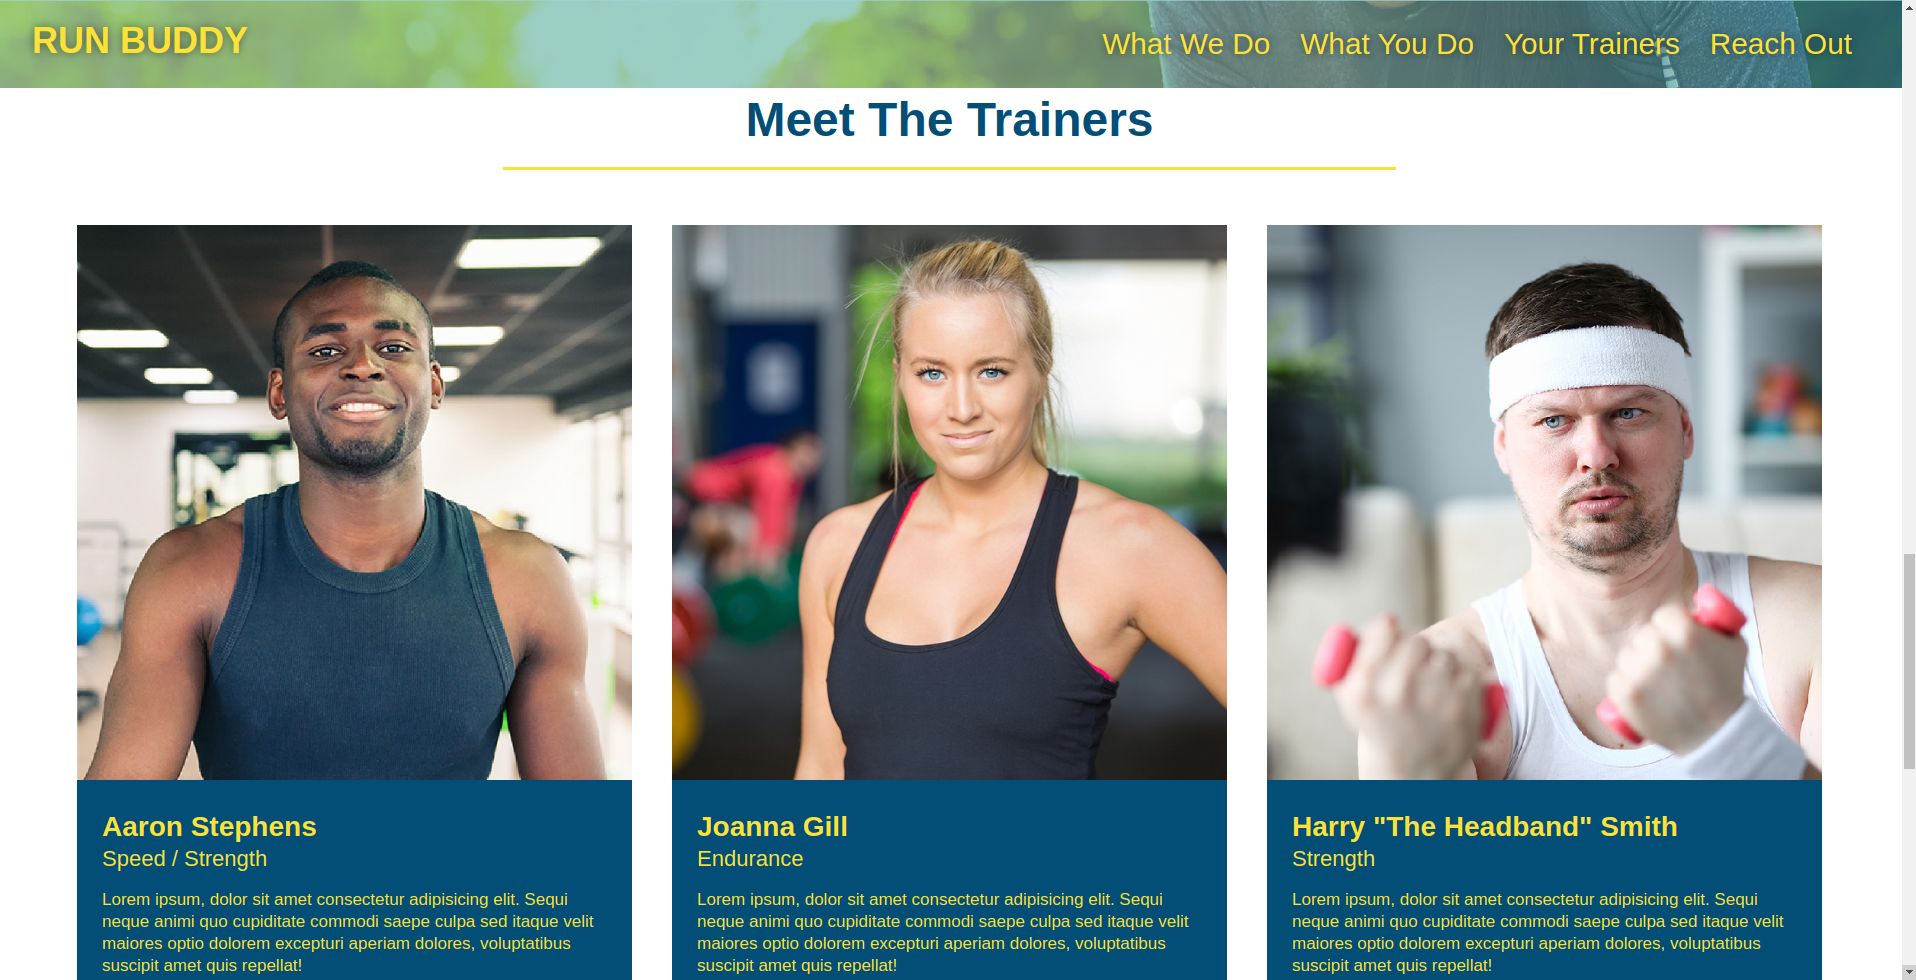 RUN BUDDY
What We Do What You Do Your Trainers Reach Out
Meet The Trainers
Aaron Stephens
Speed / Strength
Lorem ipsum, dolor sit amet consectetur adipisicing elit. Sequi
neque animi quo cupiditate commodi saepe culpa sed itaque velit
maiores optio dolorem excepturi aperiam dolores, voluptatibus
suscipit amet quis repellat!
Joanna Gill
Endurance
Lorem ipsum, dolor sit amet consectetur adipisicing elit. Sequi
neque animi quo cupiditate commodi saepe culpa sed itaque velit
maiores optio dolorem excepturi aperiam dolores, voluptatibus
suscipit amet quis repellat!
Harry "The Headband" Smith
Strength
Lorem ipsum, dolor sit amet consectetur adipisicing elit. Sequi
neque animi quo cupiditate commodi saepe culpa sed itaque velit
maiores optio dolorem excepturi aperiam dolores, voluptatibus
suscipit amet quis repellat!